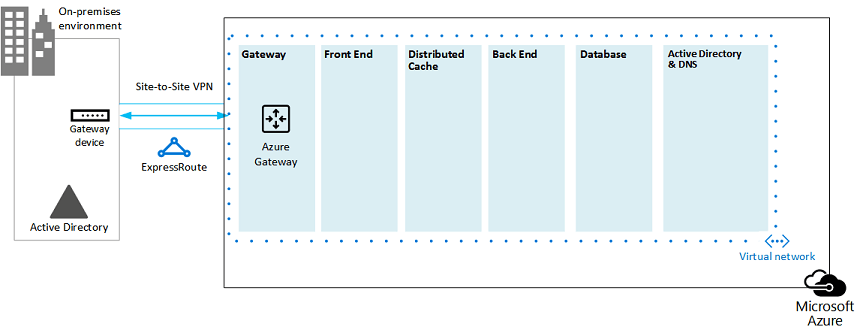 On-premises
environment
Gateway
device
Active Directory
Site-to-Site VPN
ExpressRoute
Gateway
Azure
Gateway
Front End
Distributed
Cache
Back End
Database
Active Directory
& DNS
Virtual network
Microsoft
Azure